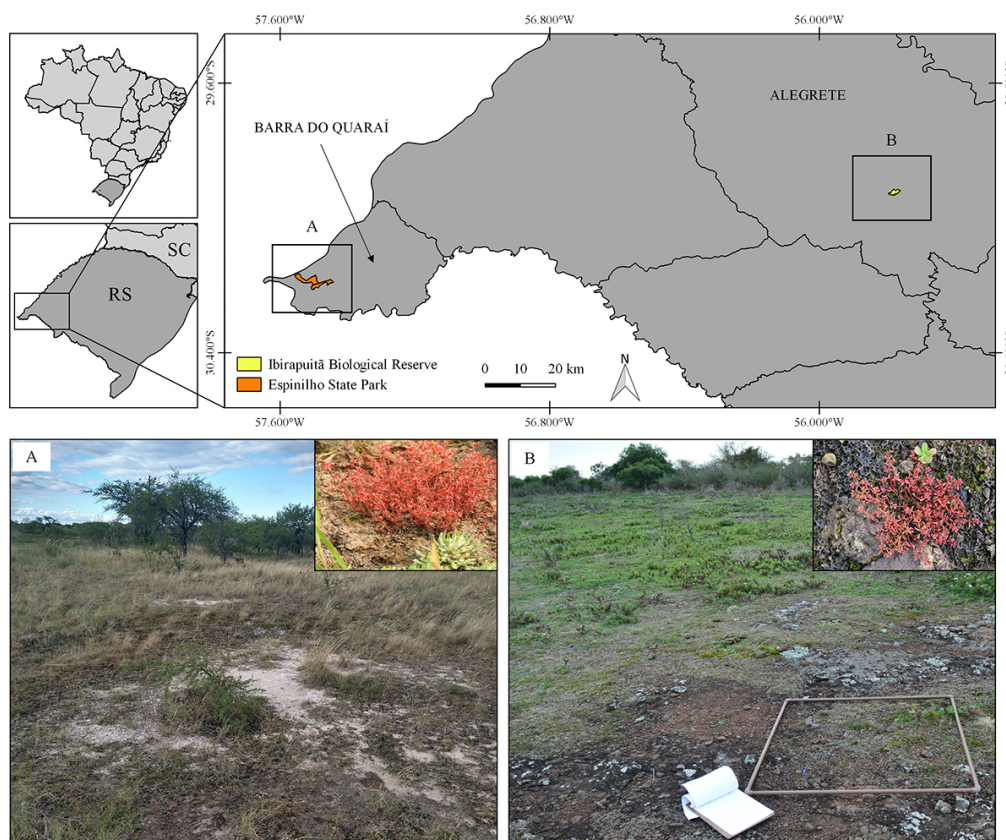 57.600°W
56.800°W
56.000°W
29.600°S
ALEGRETE
BARRA DO QUARAÍ
B
A
SC
RS
30.400°S
Ibirapuitã Biological Reserve
Espinilho State Park
0 10 20 km
N
57.600°W
56.800°W
56.000°W
A
B